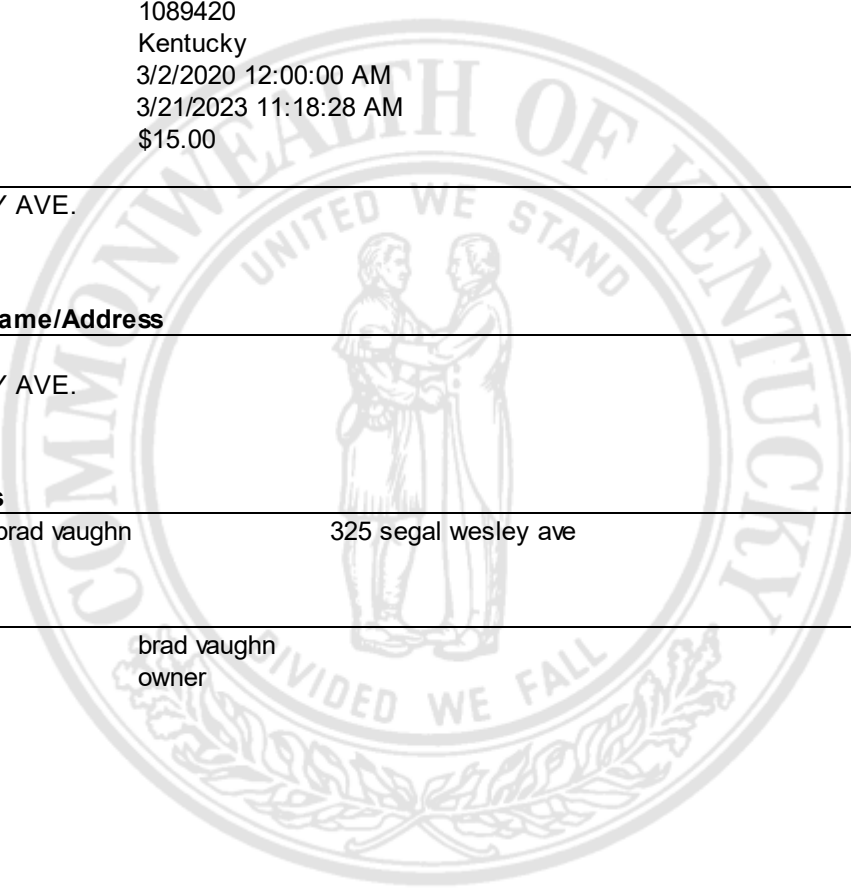 1089420
Kentucky
3/2/2020 12:00:00 AM
3/21/2023 11:18:28 AM
$15.00
Y AVE.
ame/Address
Y AVE.
s
brad vaughn 325 segal wesley ave
brad vaughn
owner
COMMONWEALTH OF KENTUCKY
UNITED WE STAND
DIVIDED WE FALL